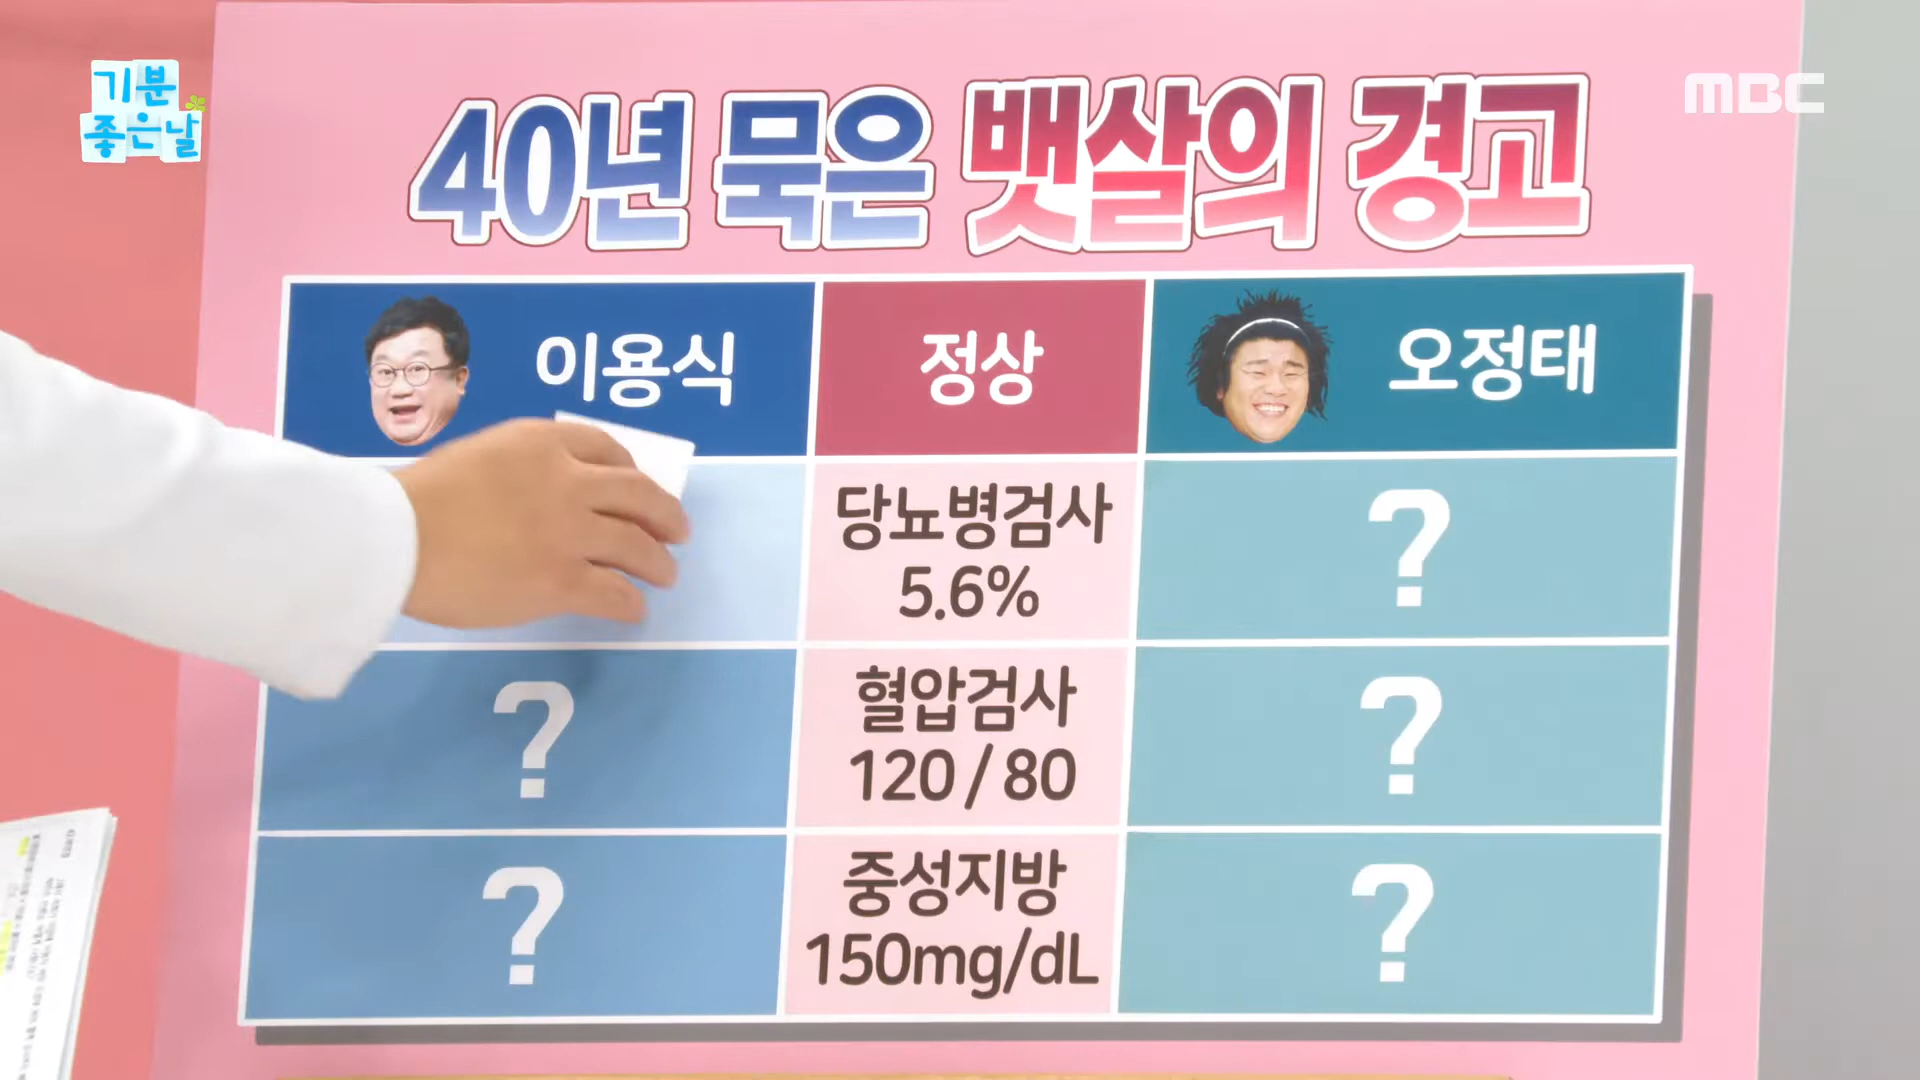 기분
좋은날
MBC
40년 묵은 뱃살의 경고
이용식
정상
오정태
당뇨병검사
5.6%
?
?
혈압검사
120/80
?
?
중성지방
150mg/dL
?